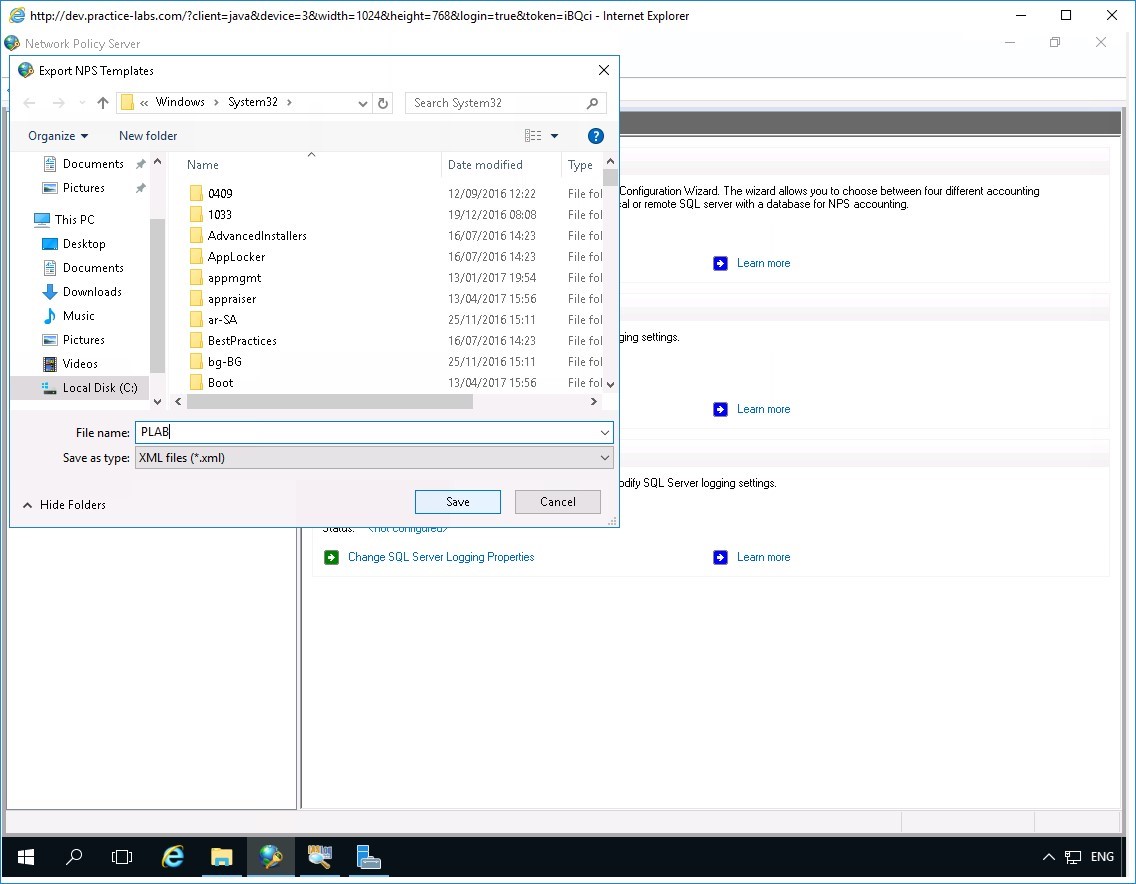 http://dev.practice-labs.com/?client=java&device=3&width=1024&height=768&login=true&token=iBQci - Internet Explorer
Network Policy Server
Export NPS Templates
« Windows > System32 >
Search System32
Organize
New folder
Name
Date modified
Type
Documents
Pictures
This PC
Desktop
Documents
Downloads
Music
Pictures
Videos
Local Disk (C:)
0409 12/09/2016 12:22 File fol
1033 19/12/2016 08:08 File fol
AdvancedInstallers 16/07/2016 14:23 File fol
AppLocker 16/07/2016 14:23 File fol
appmgmt 13/01/2017 19:54 File fol
appraiser 13/04/2017 15:56 File fol
ar-SA 25/11/2016 15:11 File fol
BestPractices 16/07/2016 14:23 File fol
bg-BG 25/11/2016 15:11 File fol
Boot 13/04/2017 15:56 File fol
File name: PLAB
Save as type: XML files (*.xml)
Hide Folders
Save
Cancel
Configuration Wizard. The wizard allows you to choose between four different accounting
al or remote SQL server with a database for NPS accounting.
Learn more
ging settings.
Learn more
odify SQL Server logging settings.
Status: <not configured>
Change SQL Server Logging Properties
Learn more
ENG